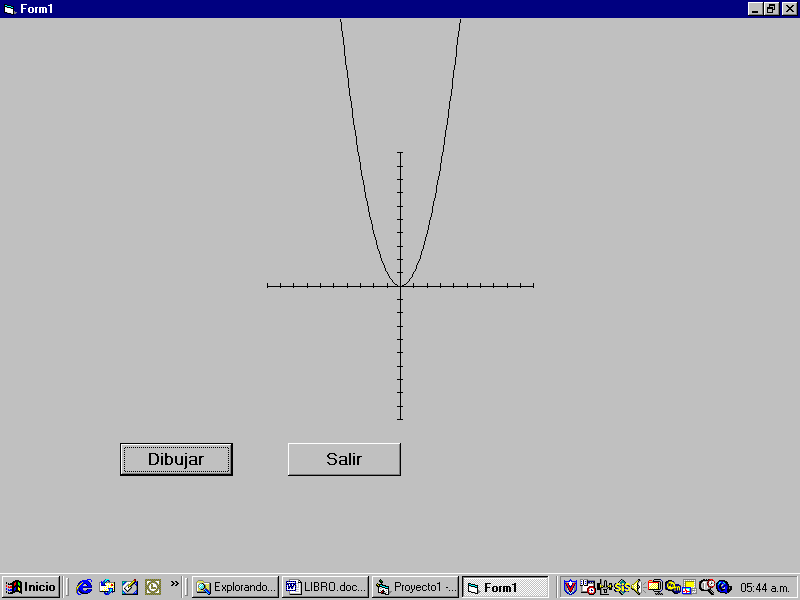 Form1
Dibujar
Salir
Inicio
»
Explorando...
LIBRO.doc...
Proyecto1 -...
Form1
05:44 a.m.